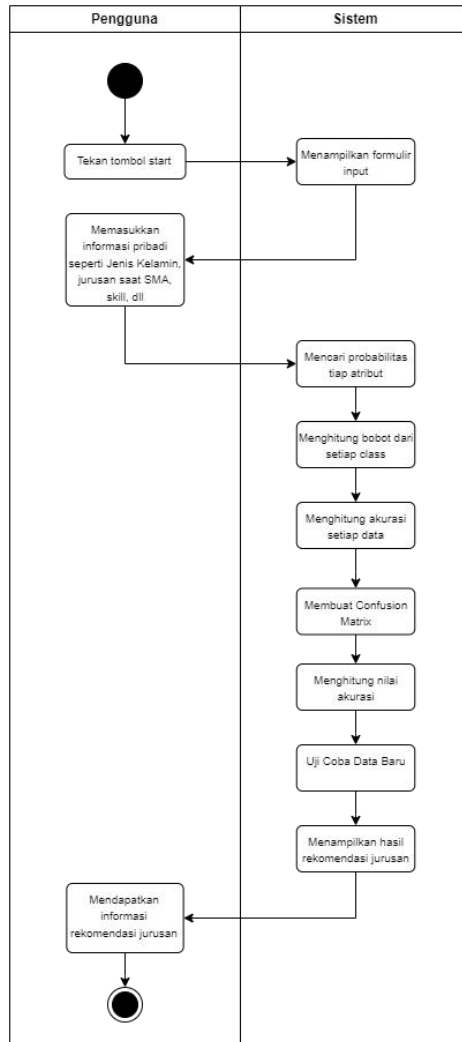 Pengguna
Sistem
Tekan tombol start
Menampilkan formulir
input
Memasukkan
informasi pribadi
seperti Jenis Kelamin,
jurusan saat SMA,
skill, dll
Mencari probabilitas
tiap atribut
Menghitung bobot dari
setiap class
Menghitung akurasi
setiap data
Membuat Confusion
Matrix
Menghitung nilai
akurasi
Uji Coba Data Baru
Menampilkan hasil
rekomendasi jurusan
Mendapatkan
informasi
rekomendasi jurusan